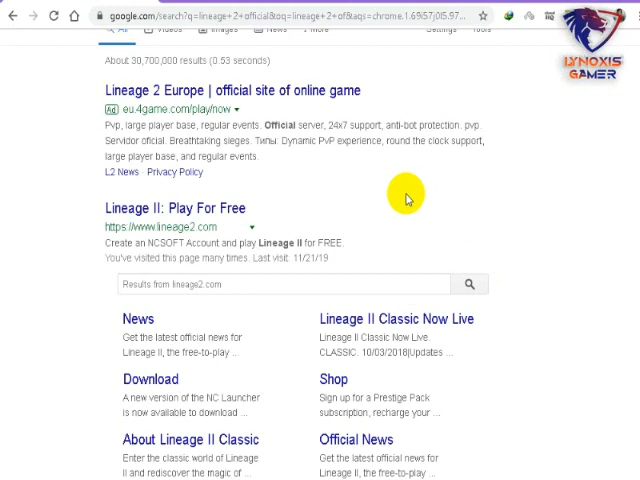 google.com/search?q=lineage+2+official&oq=lineage+2+of&aqs=chrome.1.69i57j0l5.97...
All Videos Images News More Settings Tools
LYNOXIS
GAMER
About 30,700,000 results (0.53 seconds)
Lineage 2 Europe | official site of online game
Ad eu.4game.com/play/now
Pvp, large player base, regular events. Official server, 24x7 support, anti-bot protection. pvp.
Servidor oficial. Breathtaking sieges. Типы: Dynamic PvP experience, round the clock support,
large player base, and regular events.
L2 News · Privacy Policy
Lineage II: Play For Free
https://www.lineage2.com
Create an NCSOFT Account and play Lineage II for FREE.
You've visited this page many times. Last visit: 11/21/19
Results from lineage2.com
News
Get the latest official news for
Lineage II, the free-to-play ...
Lineage II Classic Now Live
Lineage II Classic Now Live.
CLASSIC. 10/03/2018|Updates ...
Download
A new version of the NC Launcher
is now available to download ...
Shop
Sign up for a Prestige Pack
subscription, recharge your ...
About Lineage II Classic
Enter the classic world of Lineage
II and rediscover the magic of ...
Official News
Get the latest official news for
Lineage II, the free-to-play ...